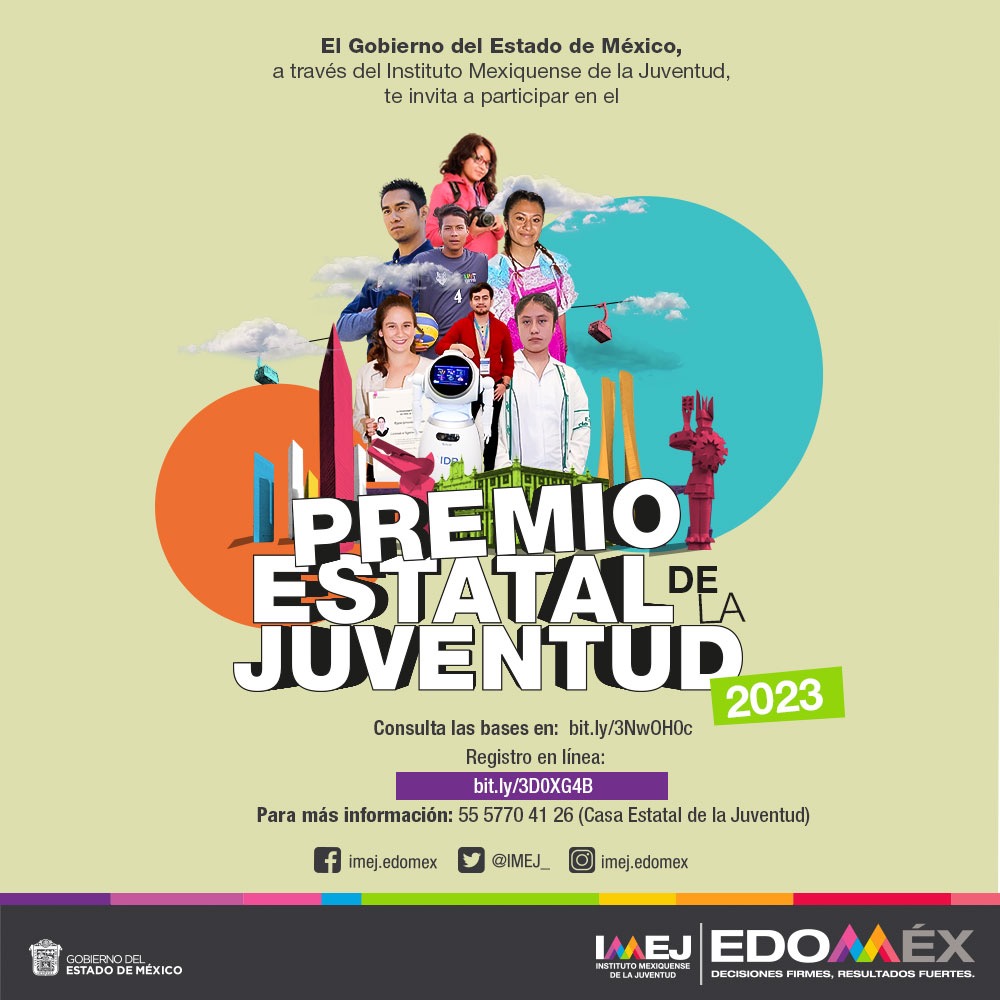 El Gobierno del Estado de México,
a través del Instituto Mexiquense de la Juventud,
te invita a participar en el
4
IDR
PREMIO
ESTATAL DE LA
JUVENTUD
2023
Consulta las bases en: bit.ly/3NwOH0c
Registro en línea:
bit.ly/3D0XG4B
Para más información: 55 5770 41 26 (Casa Estatal de la Juventud)
imej.edomex @IMEJ_ imej.edomex
GOBIERNO DEL
ESTADO DE MÉXICO
IMEJ
INSTITUTO MEXIQUENSE
DE LA JUVENTUD
EDOMÉX
DECISIONES FIRMES, RESULTADOS FUERTES.